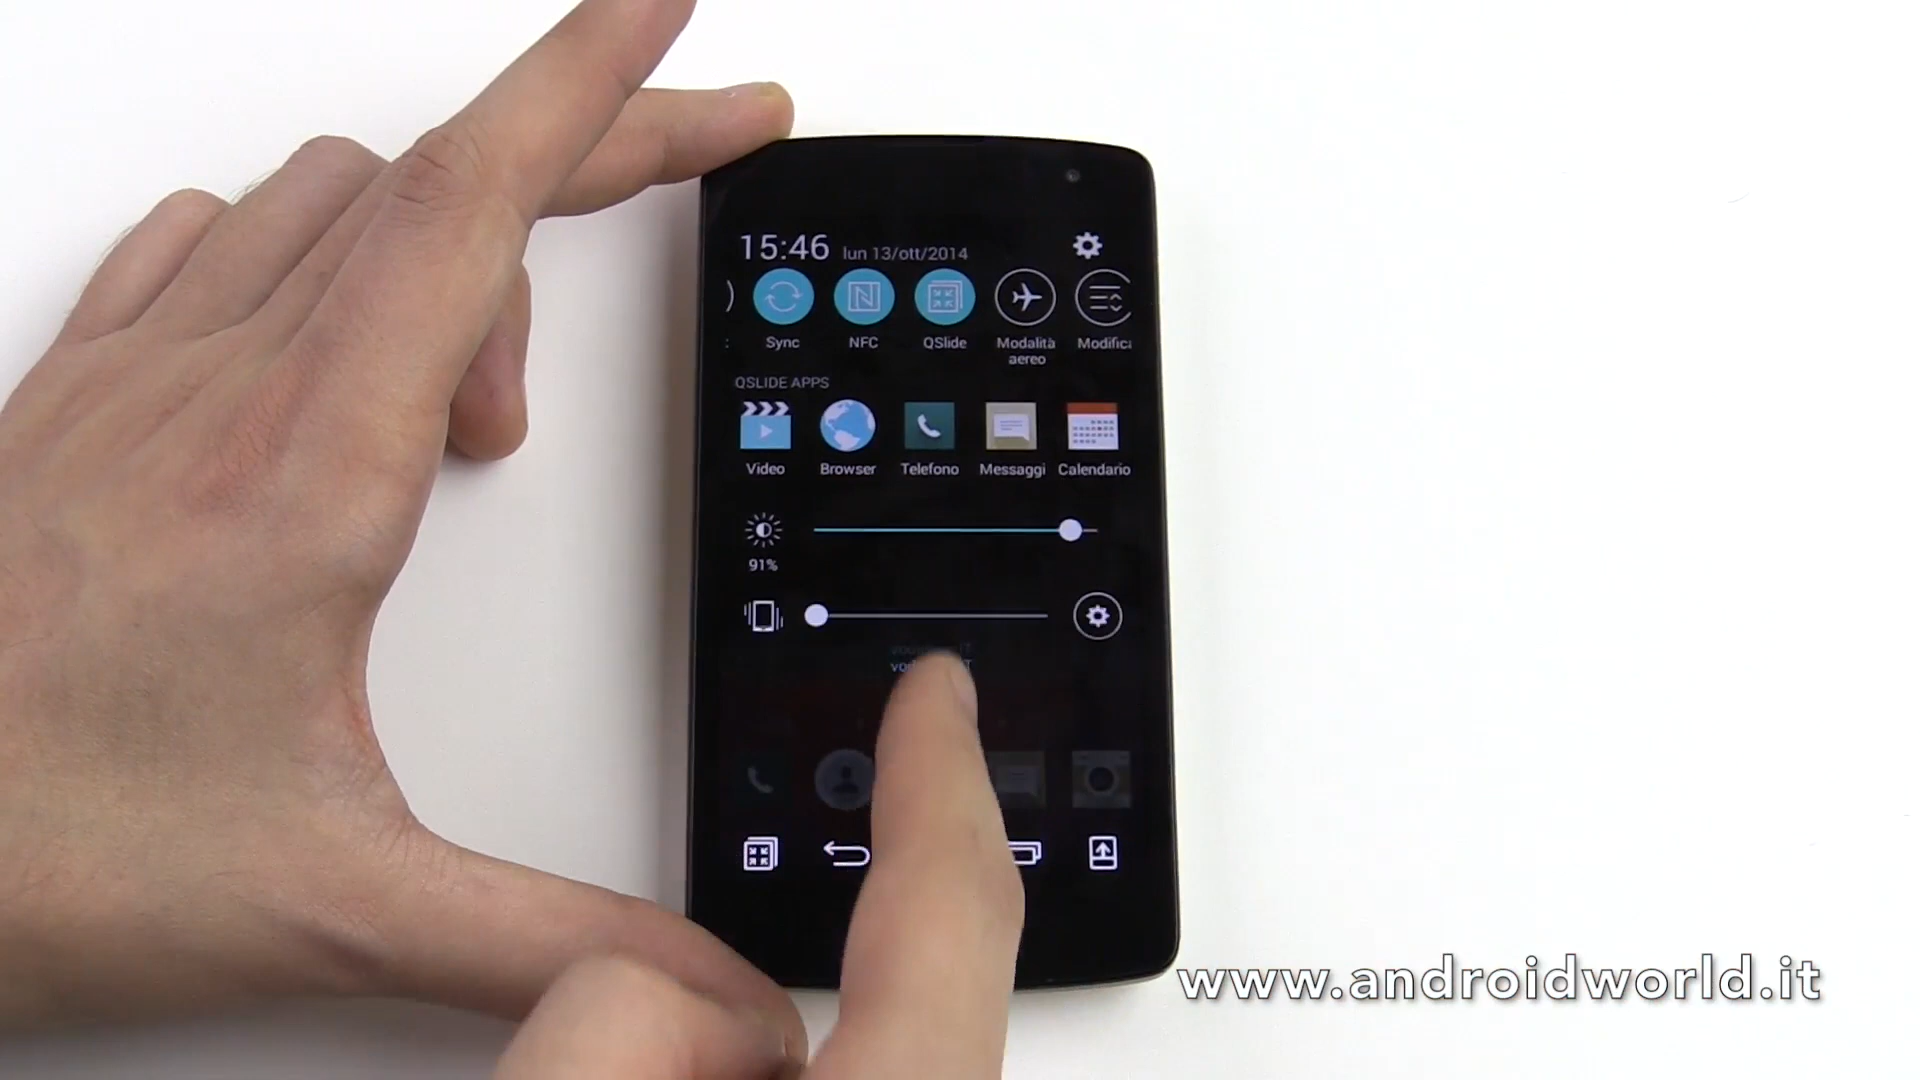 15:46 lun 13/ott/2014
Sync NFC QSlide Modalità aereo Modifica
QSLIDE APPS
Video Browser Telefono Messaggi Calendario
91%
www.androidworld.it